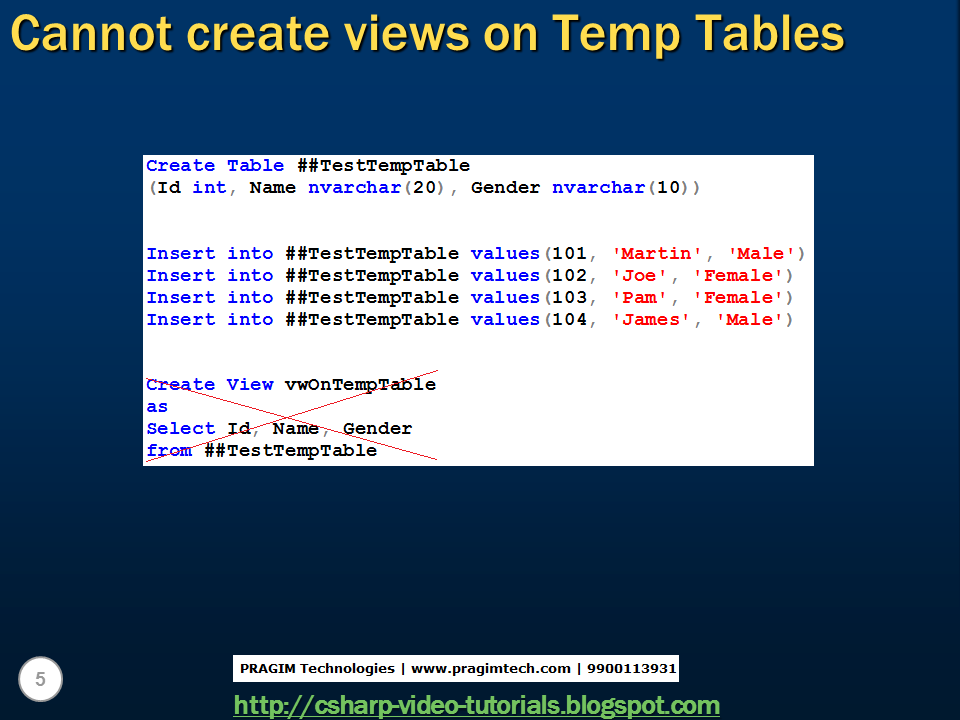 Cannot create views on Temp Tables
Create Table ##TestTempTable
(Id int, Name nvarchar(20), Gender nvarchar(10))
Insert into ##TestTempTable values(101, 'Martin', 'Male')
Insert into ##TestTempTable values(102, 'Joe', 'Female')
Insert into ##TestTempTable values(103, 'Pam', 'Female')
Insert into ##TestTempTable values(104, 'James', 'Male')
Create View vwOnTempTable
as
Select Id, Name, Gender
from ##TestTempTable
5
PRAGIM Technologies | www.pragimtech.com | 9900113931
http://csharp-video-tutorials.blogspot.com